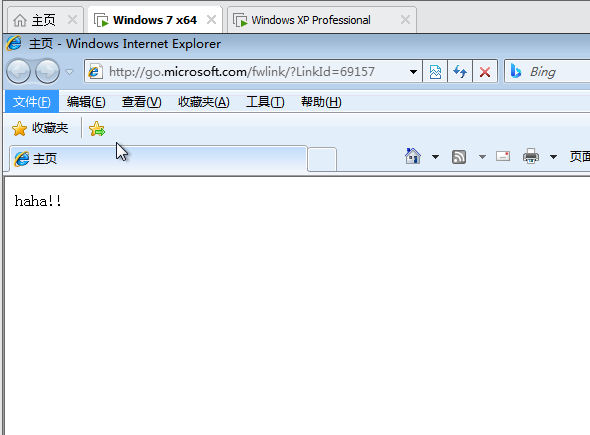 主页 Windows 7 x64 Windows XP Professional
主页 - Windows Internet Explorer
http://go.microsoft.com/fwlink/?LinkId=69157 Bing
文件(F) 编辑(E) 查看(V) 收藏夹(A) 工具(T) 帮助(H)
收藏夹
主页 页面
haha!!